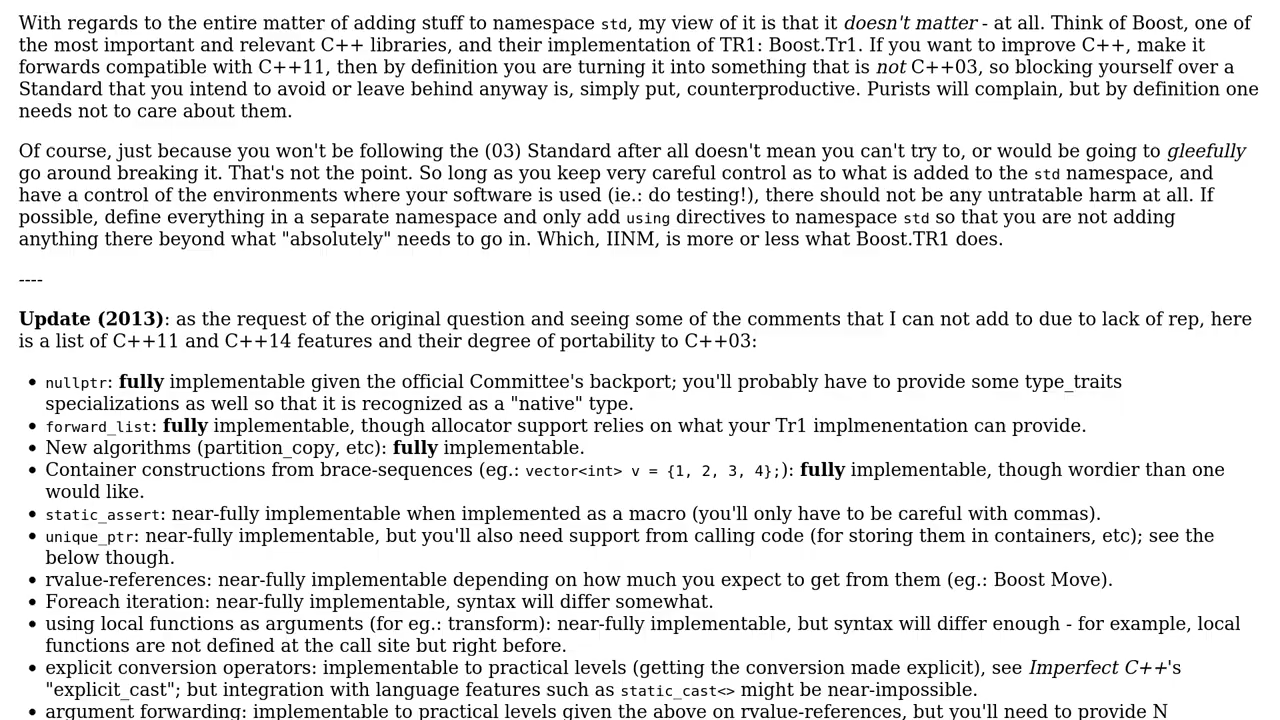 With regards to the entire matter of adding stuff to namespace std, my view of it is that it doesn't matter - at all. Think of Boost, one of
the most important and relevant C++ libraries, and their implementation of TR1: Boost.Tr1. If you want to improve C++, make it
forwards compatible with C++11, then by definition you are turning it into something that is not C++03, so blocking yourself over a
Standard that you intend to avoid or leave behind anyway is, simply put, counterproductive. Purists will complain, but by definition one
needs not to care about them.
Of course, just because you won't be following the (03) Standard after all doesn't mean you can't try to, or would be going to gleefully
go around breaking it. That's not the point. So long as you keep very careful control as to what is added to the std namespace, and
have a control of the environments where your software is used (ie.: do testing!), there should not be any untratable harm at all. If
possible, define everything in a separate namespace and only add using directives to namespace std so that you are not adding
anything there beyond what "absolutely" needs to go in. Which, IINM, is more or less what Boost.TR1 does.
----
Update (2013): as the request of the original question and seeing some of the comments that I can not add to due to lack of rep, here
is a list of C++11 and C++14 features and their degree of portability to C++03:
• nullptr: fully implementable given the official Committee's backport; you'll probably have to provide some type_traits
specializations as well so that it is recognized as a "native" type.
• forward_list: fully implementable, though allocator support relies on what your Tr1 implmenentation can provide.
• New algorithms (partition_copy, etc): fully implementable.
• Container constructions from brace-sequences (eg.: vector<int> v = {1, 2, 3, 4};): fully implementable, though wordier than one
would like.
• static_assert: near-fully implementable when implemented as a macro (you'll only have to be careful with commas).
• unique_ptr: near-fully implementable, but you'll also need support from calling code (for storing them in containers, etc); see the
below though.
• rvalue-references: near-fully implementable depending on how much you expect to get from them (eg.: Boost Move).
• Foreach iteration: near-fully implementable, syntax will differ somewhat.
• using local functions as arguments (for eg.: transform): near-fully implementable, but syntax will differ enough - for example, local
functions are not defined at the call site but right before.
• explicit conversion operators: implementable to practical levels (getting the conversion made explicit), see Imperfect C++'s
"explicit_cast"; but integration with language features such as static_cast<> might be near-impossible.
• argument forwarding: implementable to practical levels given the above on rvalue-references, but you'll need to provide N